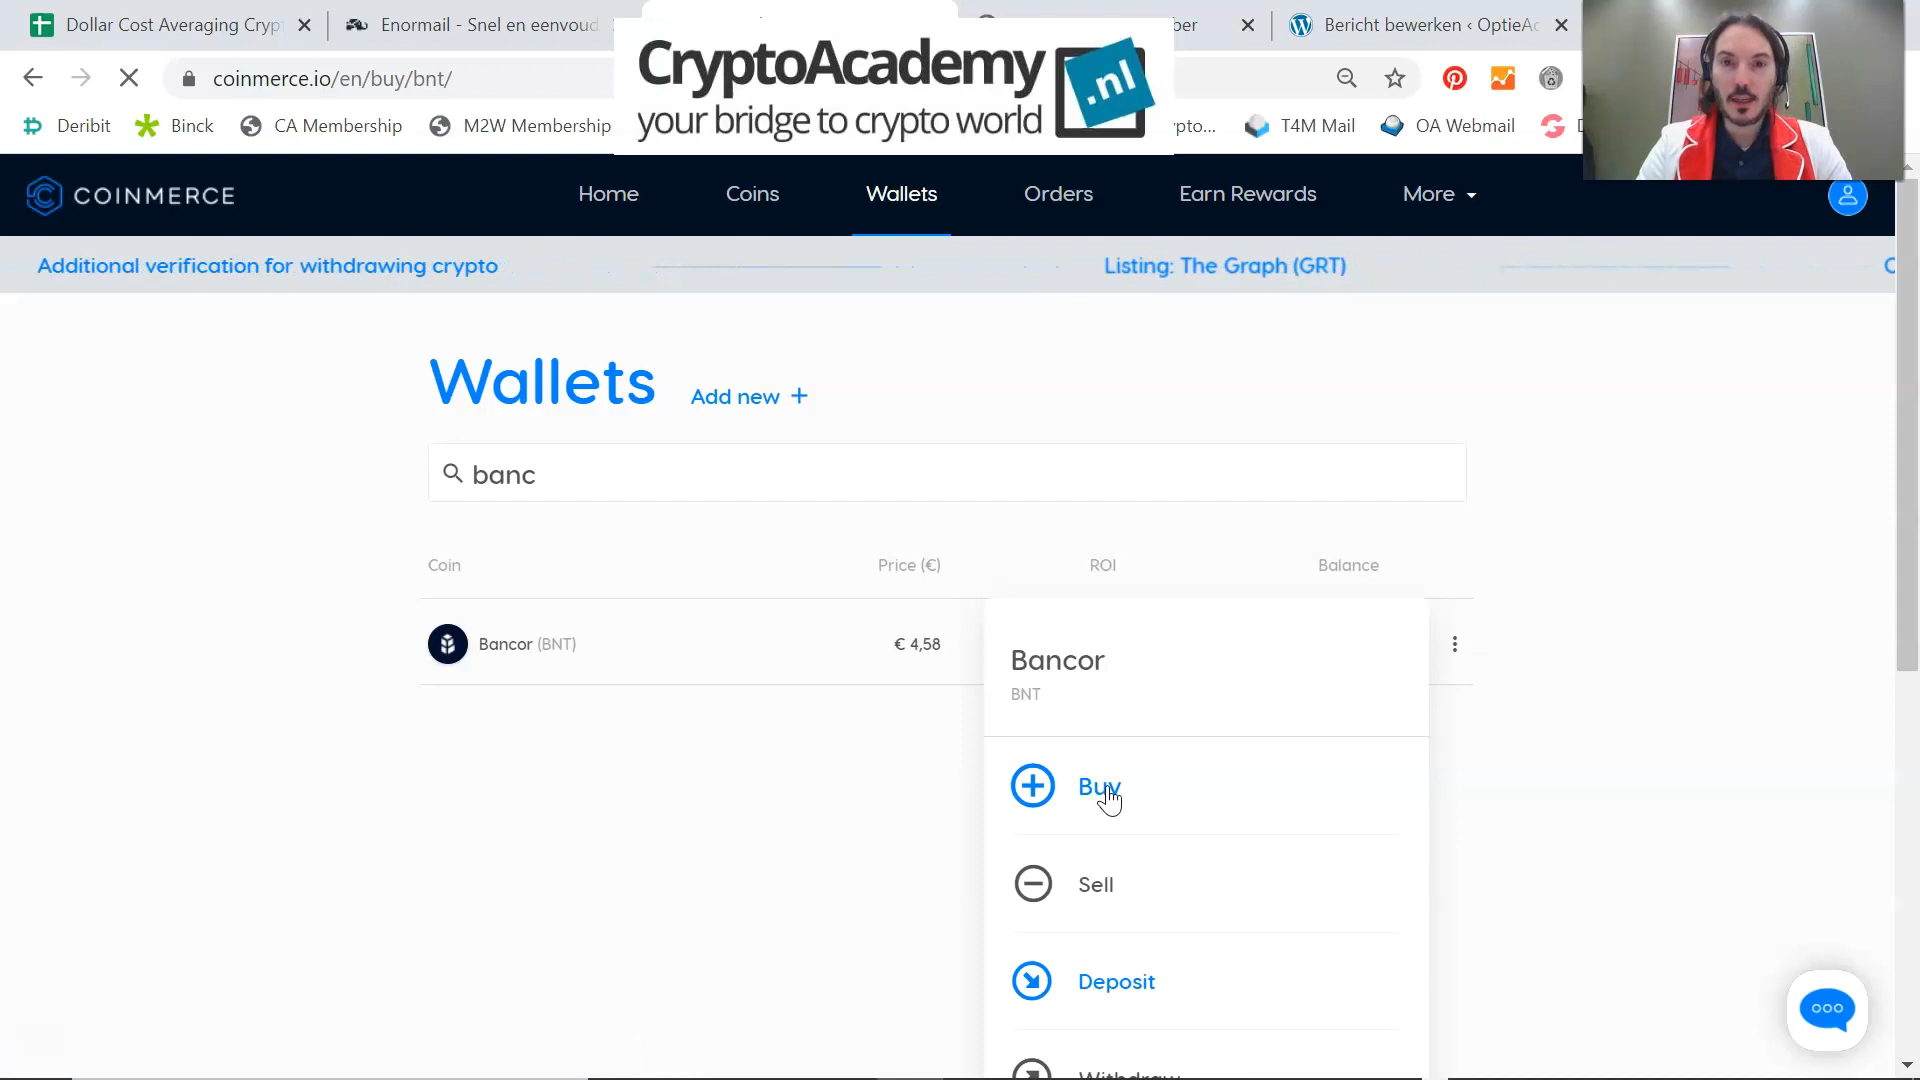 Dollar Cost Averaging Cryp
Enormail - Snel en eenvoud
ber
Bericht bewerken ‹ OptieAc
coinmerce.io/en/buy/bnt/
CryptoAcademy
.nl
your bridge to crypto world
Deribit
Binck
CA Membership
M2W Membership
pto...
T4M Mail
OA Webmail
COINMERCE
Home
Coins
Wallets
Orders
Earn Rewards
More
Additional verification for withdrawing crypto
Listing: The Graph (GRT)
Wallets
Add new +
banc
Coin
Price (€)
ROI
Balance
Bancor (BNT)
€ 4,58
Bancor
BNT
Buy
Sell
Deposit
Withdraw